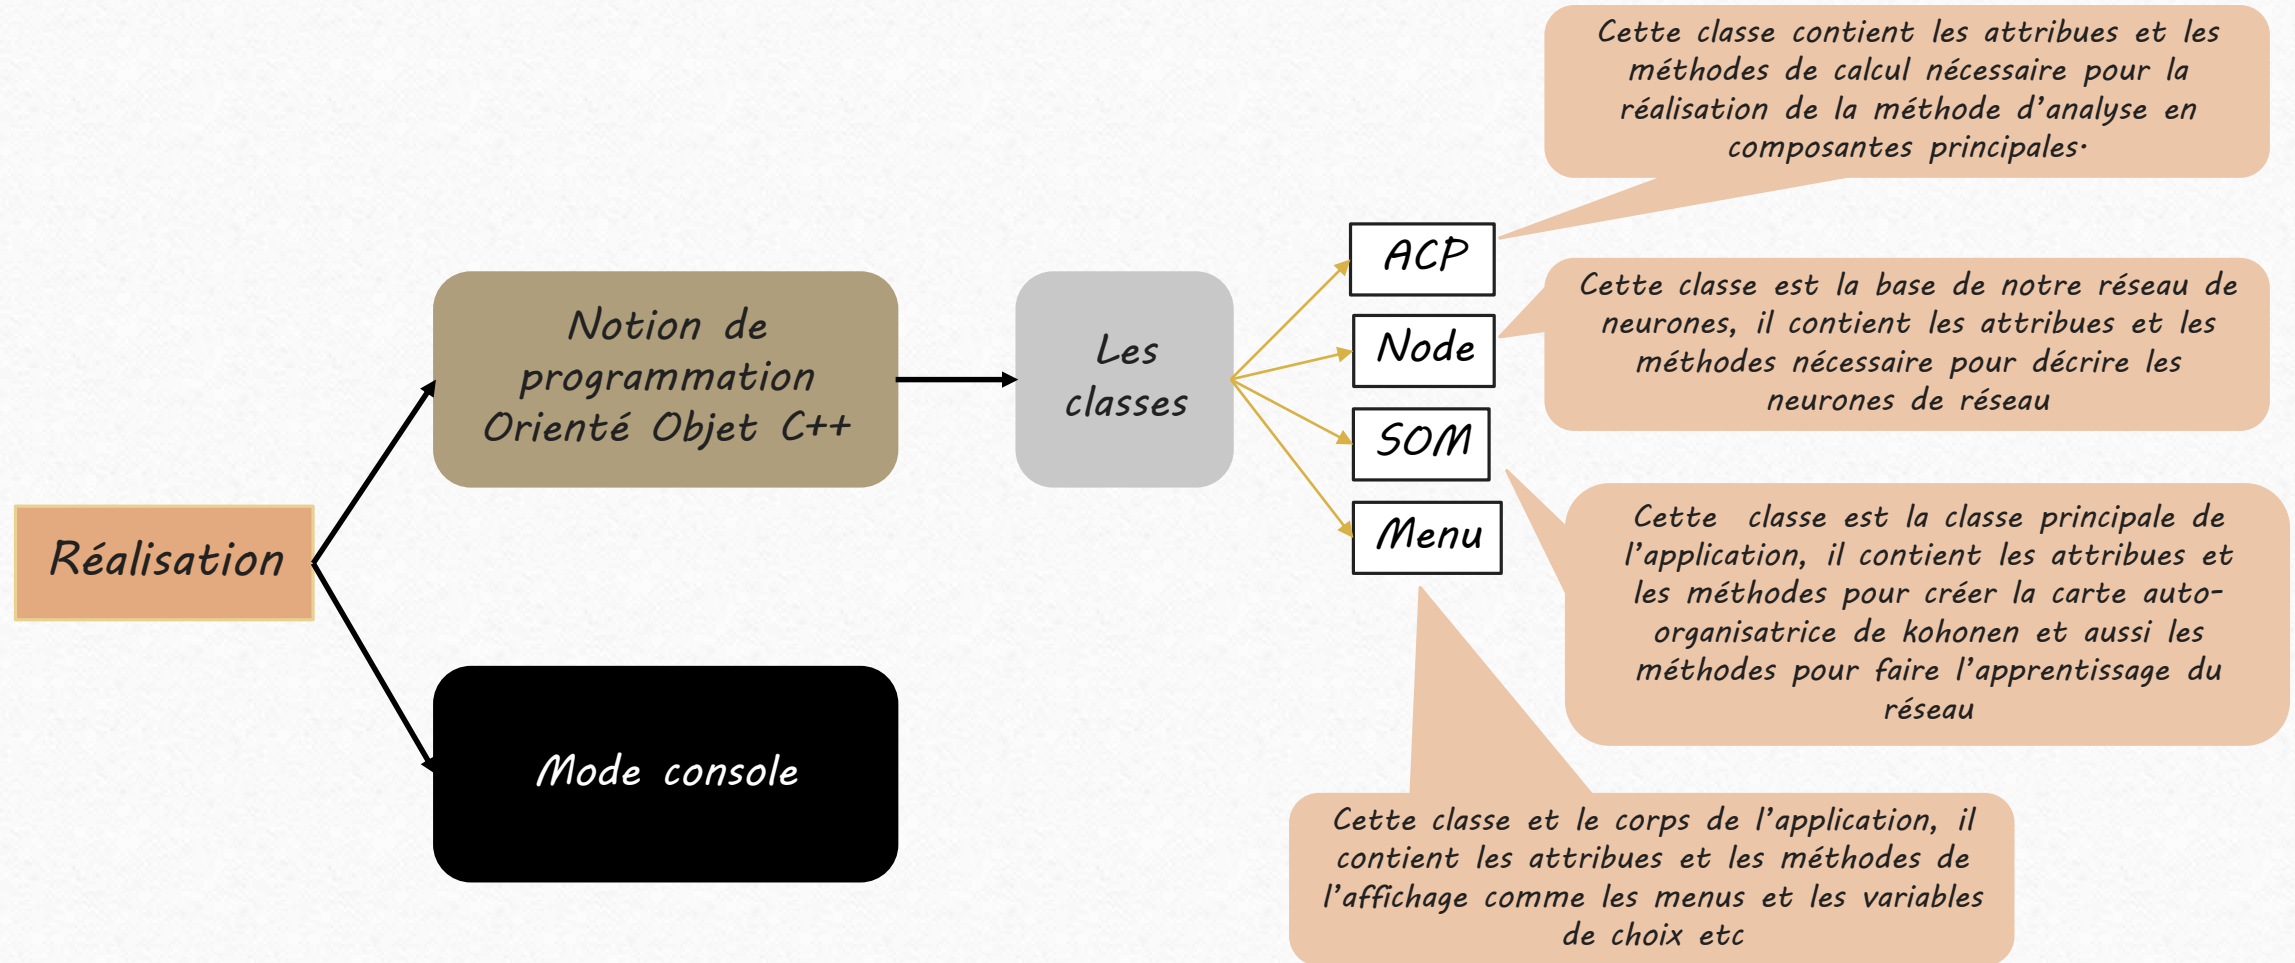 Réalisation
Notion de
programmation
Orienté Objet C++
Mode console
Les
classes
ACP
Node
SOM
Menu
Cette classe contient les attribues et les
méthodes de calcul nécessaire pour la
réalisation de la méthode d'analyse en
composantes principales.
Cette classe est la base de notre réseau de
neurones, il contient les attribues et les
méthodes nécessaire pour décrire les
neurones de réseau
Cette classe est la classe principale de
l'application, il contient les attribues et
les méthodes pour créer la carte auto-
organisatrice de kohonen et aussi les
méthodes pour faire l'apprentissage du
réseau
Cette classe et le corps de l'application, il
contient les attribues et les méthodes de
l'affichage comme les menus et les variables
de choix etc